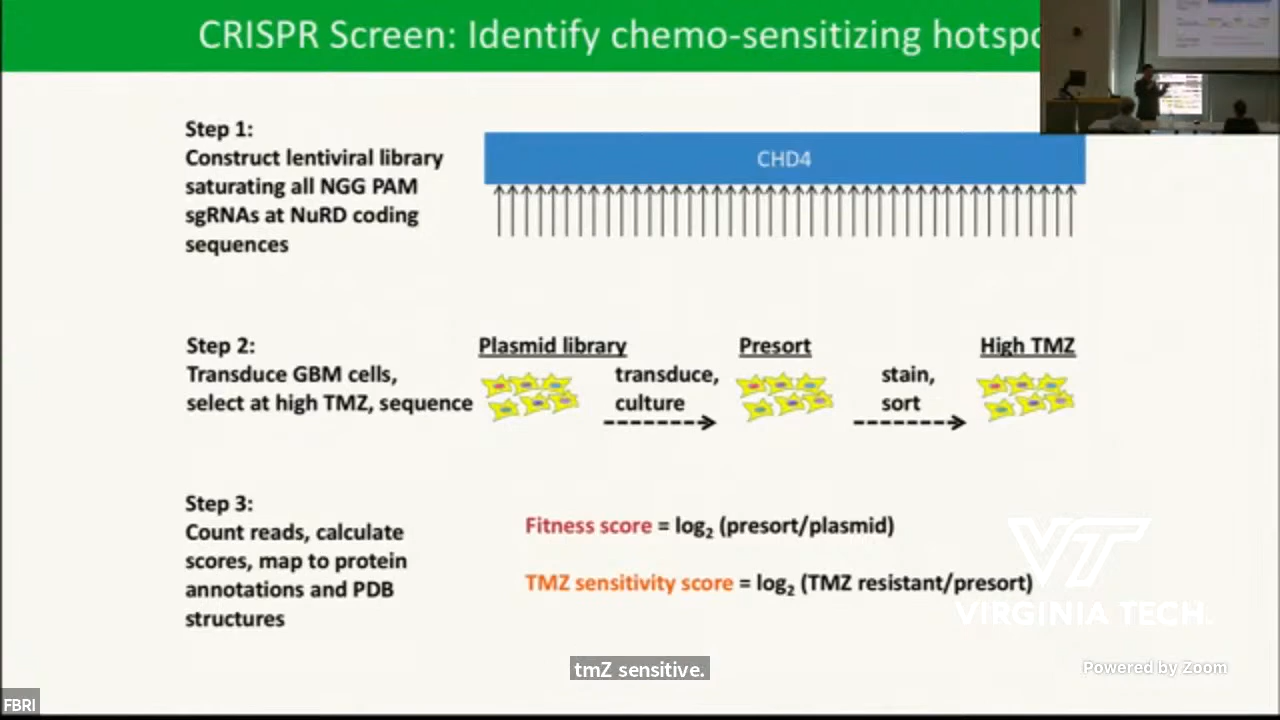 CRISPR Screen: Identify chemo-sensitizing hotspo
Step 1:
Construct lentiviral library
saturating all NGG PAM
sgRNAs at NuRD coding
sequences
CHD4
Step 2:
Transduce GBM cells,
select at high TMZ, sequence
Plasmid library
transduce,
culture
Presort
stain,
sort
High TMZ
Step 3:
Count reads, calculate
scores, map to protein
annotations and PDB
structures
Fitness score = log₂ (presort/plasmid)
TMZ sensitivity score = log₂ (TMZ resistant/presort)
VT
VIRGINIA TECH.
tmZ sensitive.
Powered by Zoom
FBRI